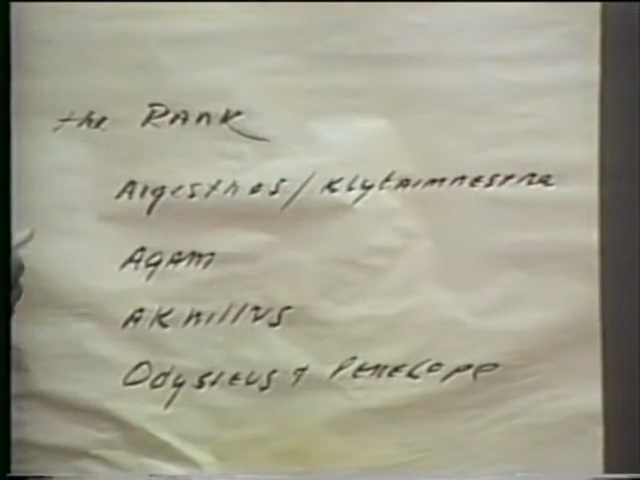 the Rank
Aigesthos / Klytaimnestra
Agam
Akhillvs
Odysseus & Penelope